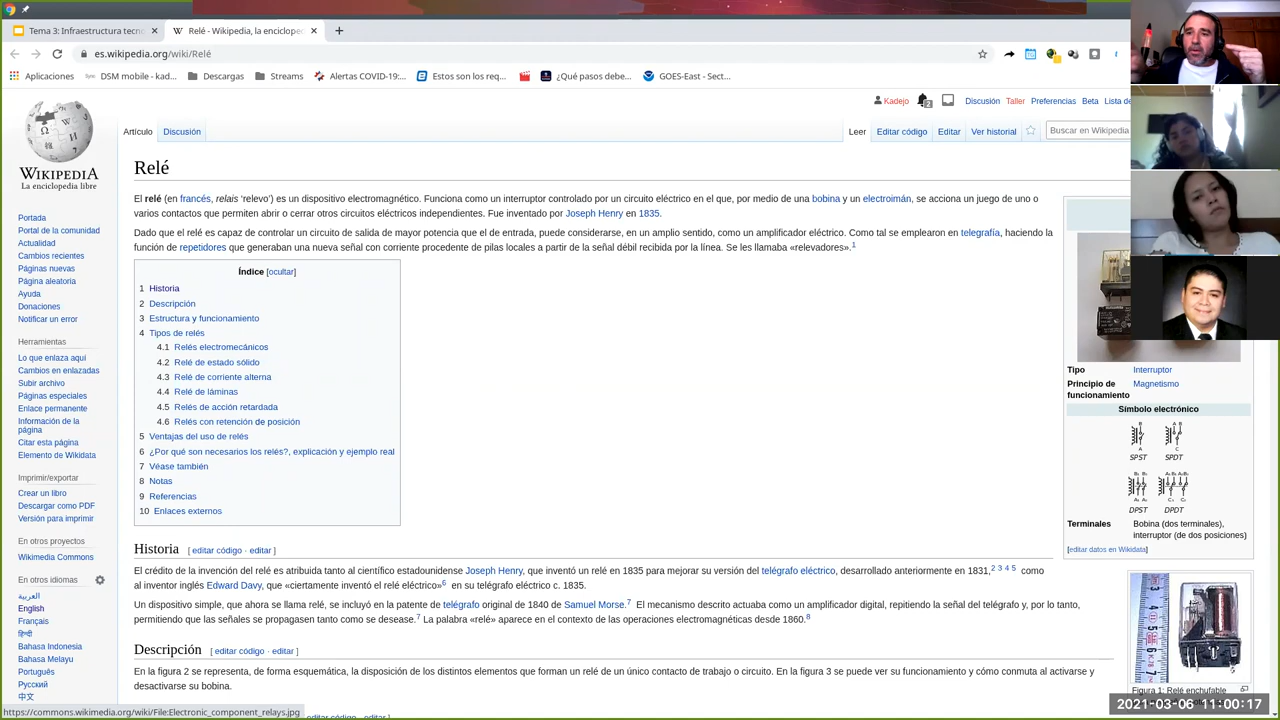 Tema 3: Infraestructura tecn
Relé - Wikipedia, la enciclope
es.wikipedia.org/wiki/Relé
Aplicaciones
DSM mobile - kad...
Descargas
Streams
Alertas COVID-19:...
Estos son los req...
¿Qué pasos debe...
GOES-East - Sect...
Kadejo
2
Discusión
Taller
Preferencias
Beta
Lista de
Artículo
Discusión
Leer
Editar código
Editar
Ver historial
Buscar en Wikipedia
WIKIPEDIA
La enciclopedia libre
Portada
Portal de la comunidad
Actualidad
Cambios recientes
Páginas nuevas
Página aleatoria
Ayuda
Donaciones
Notificar un error
Herramientas
Lo que enlaza aquí
Cambios en enlazadas
Subir archivo
Páginas especiales
Enlace permanente
Información de la
página
Citar esta página
Elemento de Wikidata
Imprimir/exportar
Crear un libro
Descargar como PDF
Versión para imprimir
En otros proyectos
Wikimedia Commons
En otros idiomas
العربية
English
Français
हिन्दी
Bahasa Indonesia
Bahasa Melayu
Português
Русский
中文
Relé
El relé (en francés, relais 'relevo') es un dispositivo electromagnético. Funciona como un interruptor controlado por un circuito eléctrico en el que, por medio de una bobina y un electroimán, se acciona un juego de uno o
varios contactos que permiten abrir o cerrar otros circuitos eléctricos independientes. Fue inventado por Joseph Henry en 1835.
Dado que el relé es capaz de controlar un circuito de salida de mayor potencia que el de entrada, puede considerarse, en un amplio sentido, como un amplificador eléctrico. Como tal se emplearon en telegrafía, haciendo la
función de repetidores que generaban una nueva señal con corriente procedente de pilas locales a partir de la señal débil recibida por la línea. Se les llamaba «relevadores».1
Índice [ocultar]
1 Historia
2 Descripción
3 Estructura y funcionamiento
4 Tipos de relés
4.1 Relés electromecánicos
4.2 Relé de estado sólido
4.3 Relé de corriente alterna
4.4 Relé de láminas
4.5 Relés de acción retardada
4.6 Relés con retención de posición
5 Ventajas del uso de relés
6 ¿Por qué son necesarios los relés?, explicación y ejemplo real
7 Véase también
8 Notas
9 Referencias
10 Enlaces externos
Tipo Interruptor
Principio de Magnetismo
funcionamiento
Símbolo electrónico
SPST SPDT
DPST DPDT
Terminales Bobina (dos terminales),
interruptor (de dos posiciones)
[editar datos en Wikidata]
Historia [ editar código · editar ]
El crédito de la invención del relé es atribuida tanto al científico estadounidense Joseph Henry, que inventó un relé en 1835 para mejorar su versión del telégrafo eléctrico, desarrollado anteriormente en 1831,2 3 4 5 como
al inventor inglés Edward Davy, que «ciertamente inventó el relé eléctrico»6 en su telégrafo eléctrico c. 1835.
Un dispositivo simple, que ahora se llama relé, se incluyó en la patente de telégrafo original de 1840 de Samuel Morse.7 El mecanismo descrito actuaba como un amplificador digital, repitiendo la señal del telégrafo y, por lo tanto,
permitiendo que las señales se propagasen tanto como se desease.7 La palabra «relé» aparece en el contexto de las operaciones electromagnéticas desde 1860.8
Descripción [ editar código · editar ]
En la figura 2 se representa, de forma esquemática, la disposición de los distintos elementos que forman un relé de un único contacto de trabajo o circuito. En la figura 3 se puede ver su funcionamiento y cómo conmuta al activarse y
desactivarse su bobina.
Figura 1: Relé enchufable
2021-03-06 11:00:17
https://commons.wikimedia.org/wiki/File:Electronic_component_relays.jpg
editar código · editar ]